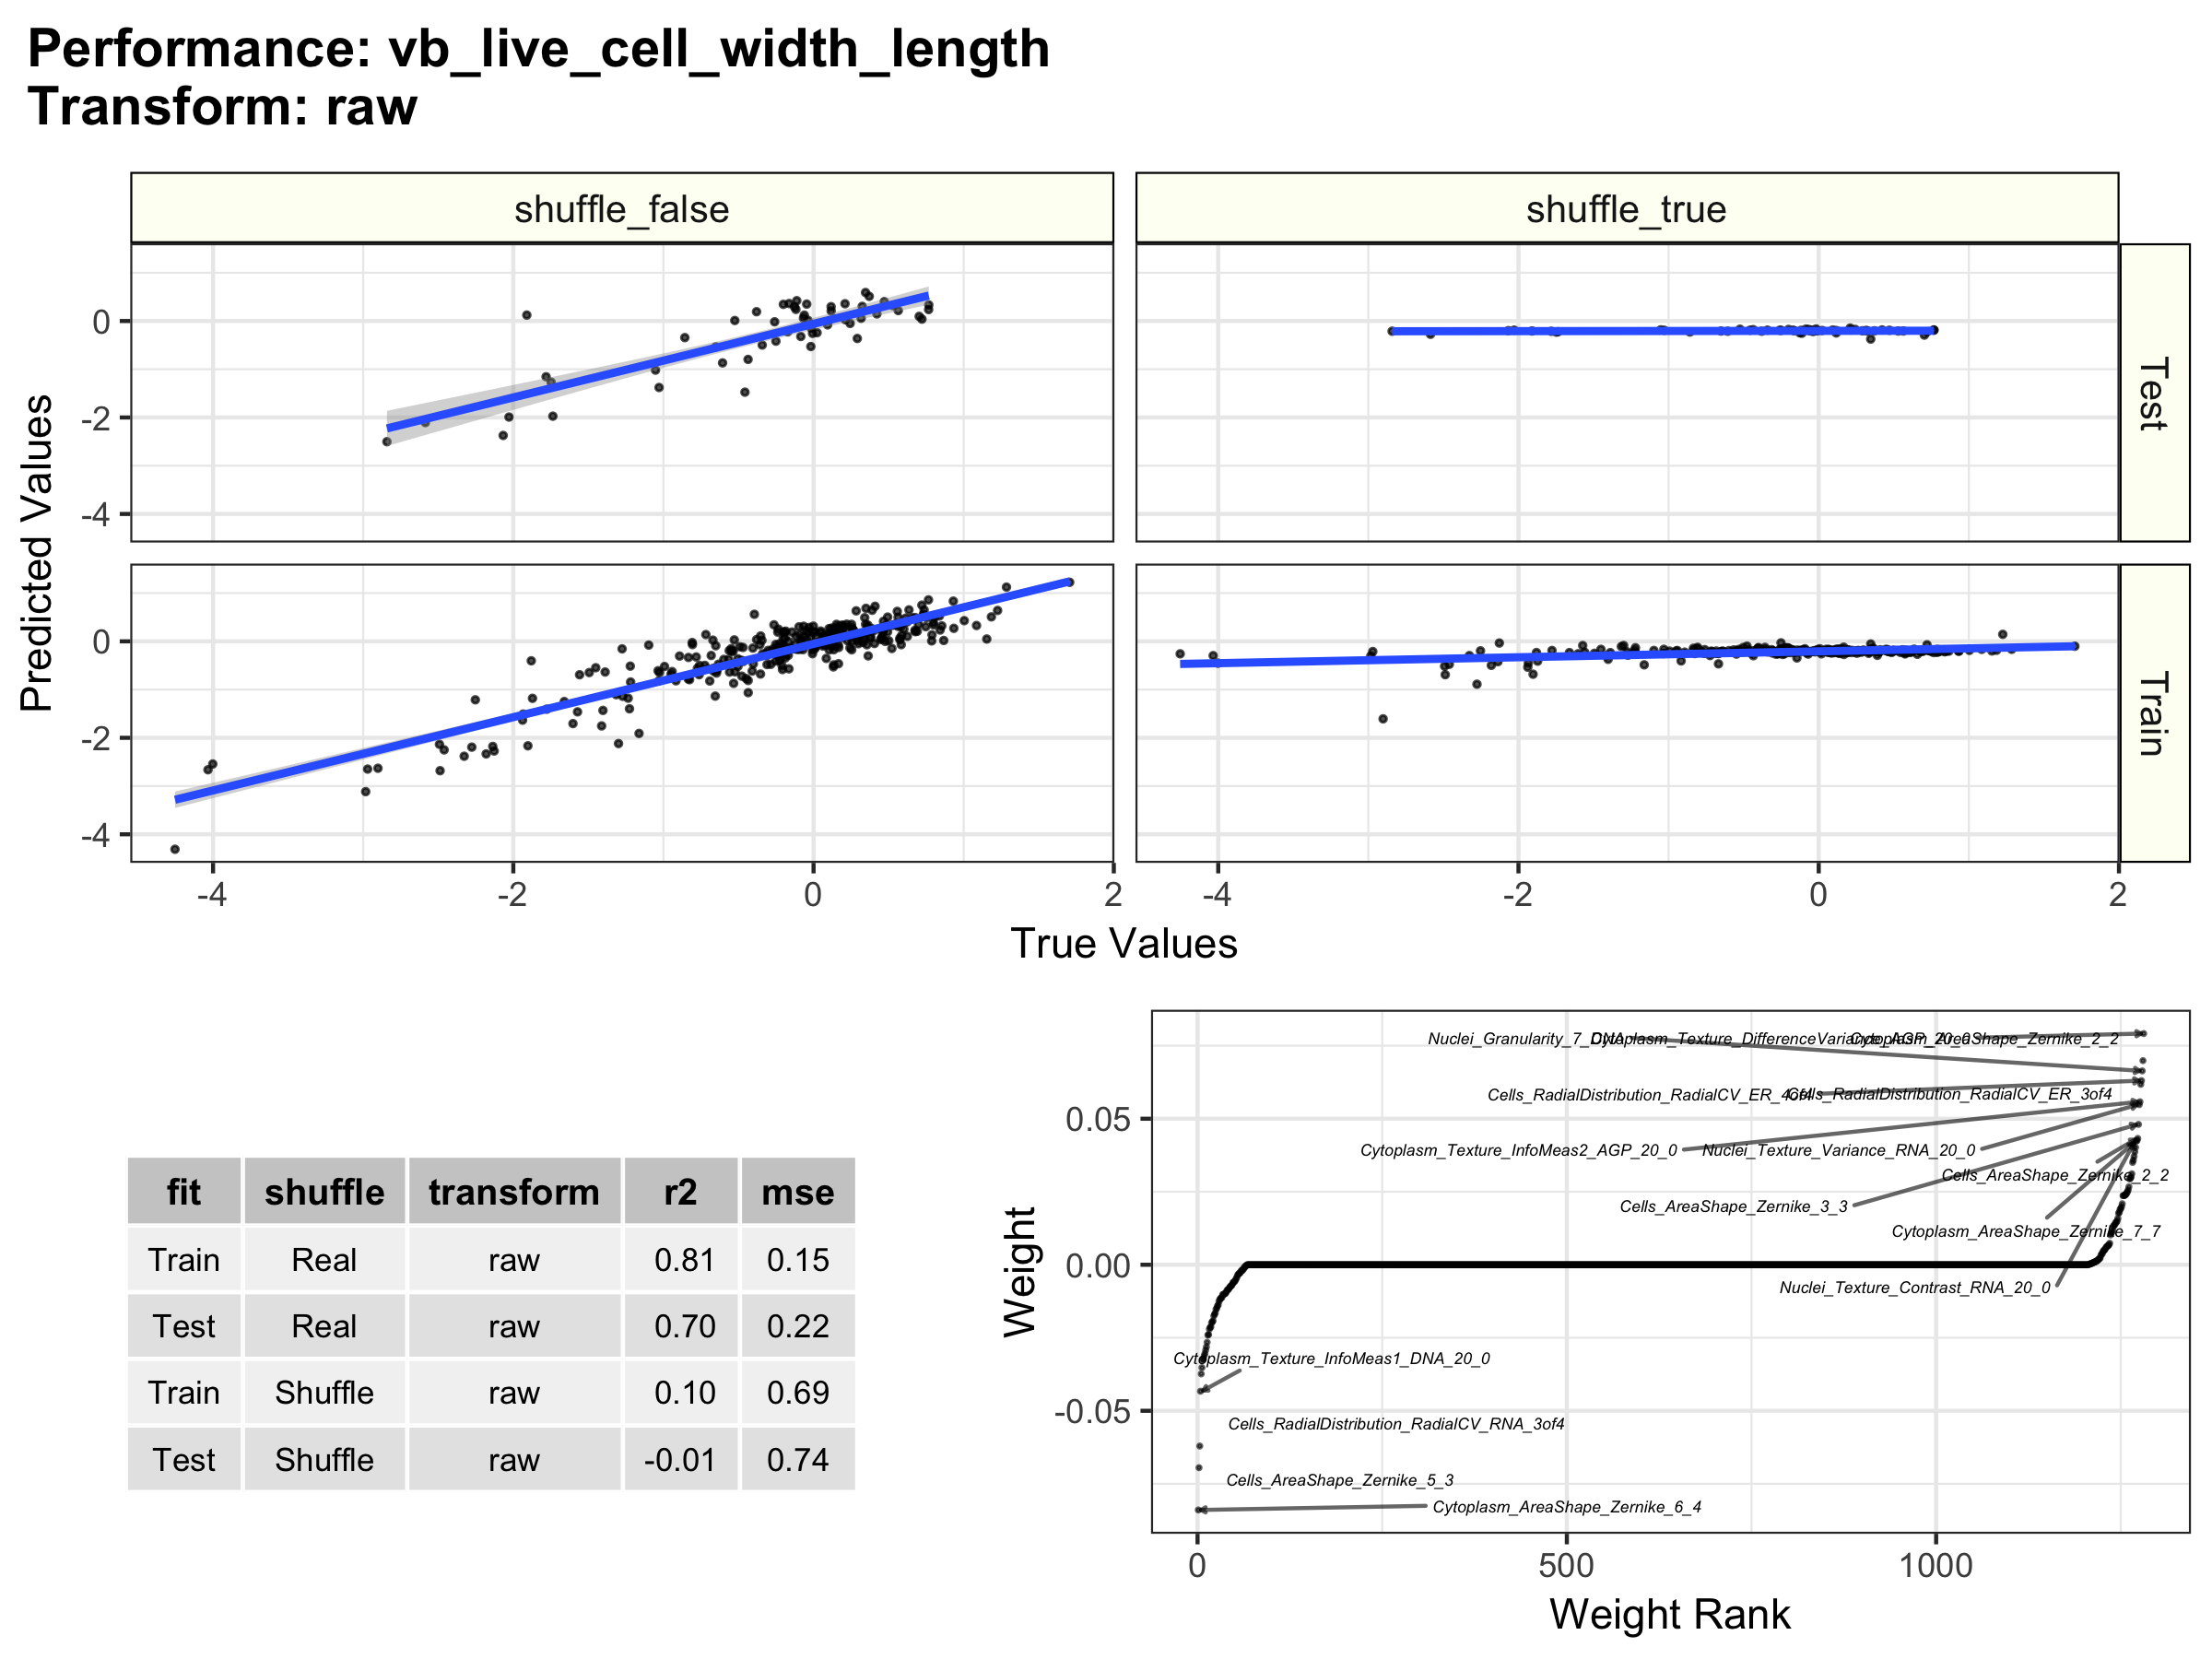 Performance: vb_live_cell_width_length
Transform: raw
shuffle_false
shuffle_true
0
-2
-4
Test
0
-2
-4
Train
Predicted Values
-4
-2
0
2
-4
-2
0
2
True Values
fit shuffle transform r2 mse
Train Real raw 0.81 0.15
Test Real raw 0.70 0.22
Train Shuffle raw 0.10 0.69
Test Shuffle raw -0.01 0.74
Nuclei_Granularity_7_DNA
Cytoplasm_Texture_DifferenceVariance_AGP_20_0
Cytoplasm_AreaShape_Zernike_2_2
Cells_RadialDistribution_RadialCV_ER_4of4
Cells_RadialDistribution_RadialCV_ER_3of4
Cytoplasm_Texture_InfoMeas2_AGP_20_0
Nuclei_Texture_Variance_RNA_20_0
Cells_AreaShape_Zernike_2_2
Cells_AreaShape_Zernike_3_3
Cytoplasm_AreaShape_Zernike_7_7
Nuclei_Texture_Contrast_RNA_20_0
Cytoplasm_Texture_InfoMeas1_DNA_20_0
Cells_RadialDistribution_RadialCV_RNA_3of4
Cells_AreaShape_Zernike_5_3
Cytoplasm_AreaShape_Zernike_6_4
0.05
0.00
-0.05
Weight
0
500
1000
Weight Rank